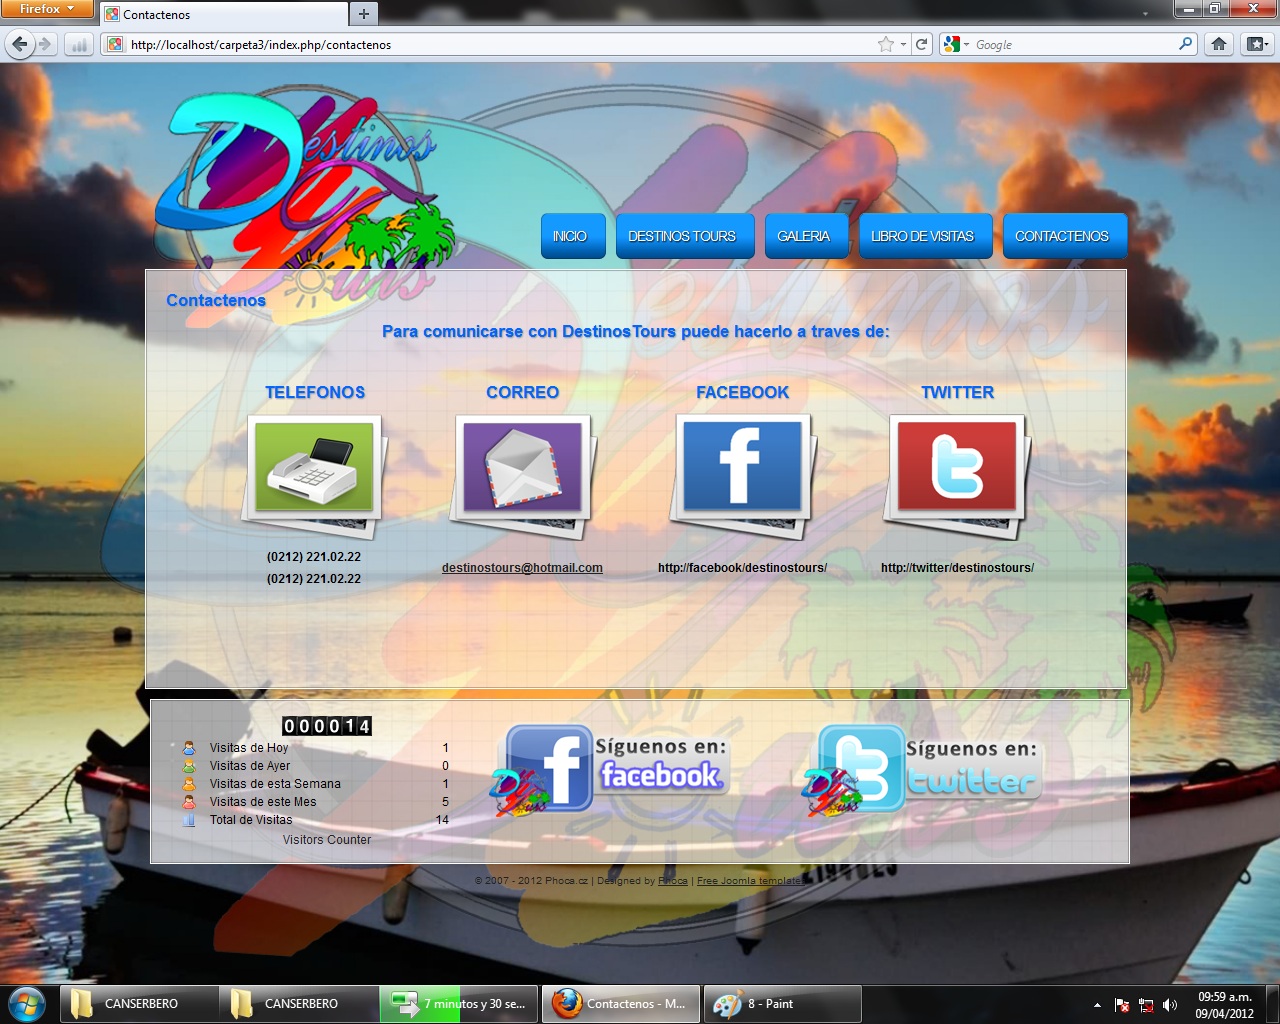 Firefox
Contactenos
http://localhost/carpeta3/index.php/contactenos
Google
Destinos
Tours
INICIO
DESTINOS TOURS
GALERIA
LIBRO DE VISITAS
CONTACTENOS
Contactenos
Para comunicarse con DestinosTours puede hacerlo a traves de:
TELEFONOS
CORREO
FACEBOOK
TWITTER
(0212) 221.02.22
(0212) 221.02.22
destinostours@hotmail.com
http://facebook/destinostours/
http://twitter/destinostours/
000014
Visitas de Hoy 1
Visitas de Ayer 0
Visitas de esta Semana 1
Visitas de este Mes 5
Total de Visitas 14
Visitors Counter
Síguenos en:
facebook.
Síguenos en:
twitter
© 2007 - 2012 Phoca.cz | Designed by Phoca | Free Joomla templates
CANSERBERO
CANSERBERO
7 minutos y 30 se...
Contactenos - M...
8 - Paint
09:59 a.m.
09/04/2012